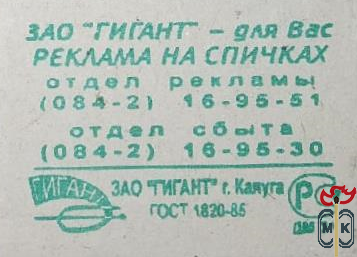 ЗАО "ГИГАНТ" – для Вас
РЕКЛАМА НА СПИЧКАХ
отдел рекламы
(084-2) 16-95-51
отдел сбыта
(084-2) 16-95-30
ГИГАНТ
ЗАО "ГИГАНТ" г. Калуга
ГОСТ 1820-85
МК